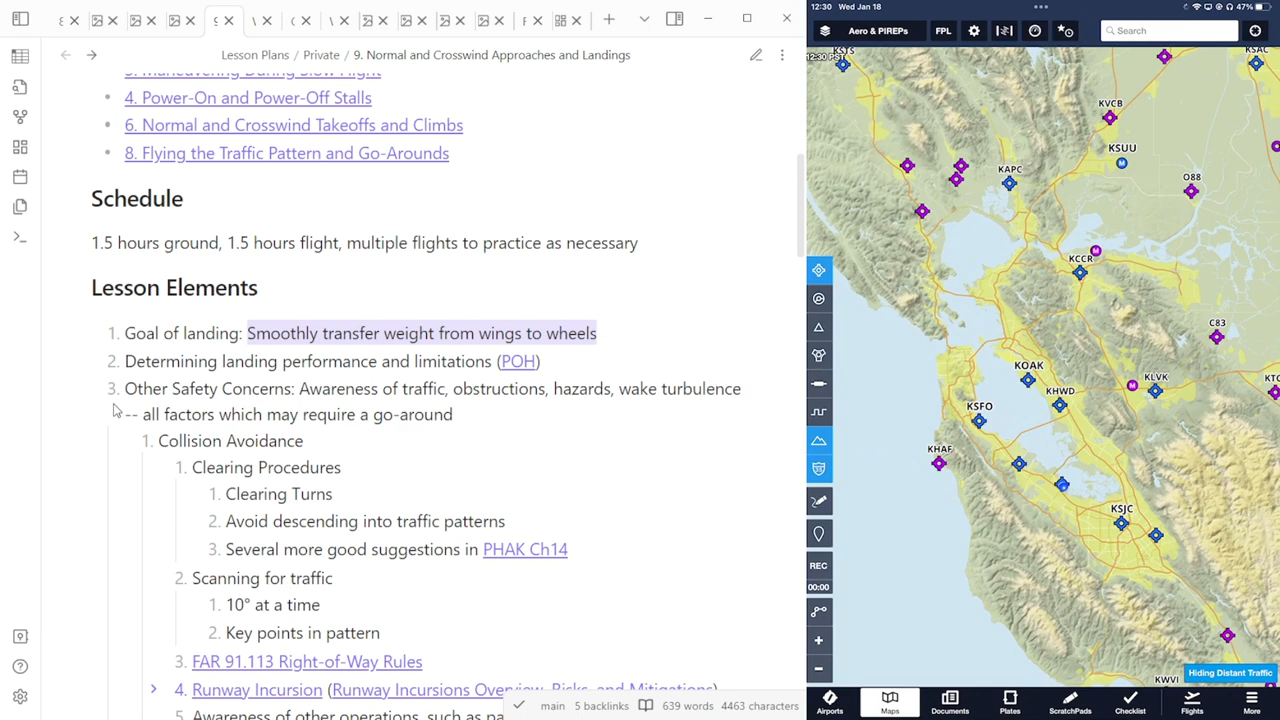 12:30 Wed Jan 18
47%
Aero & PIREPs
FPL
Search
Lesson Plans / Private / 9. Normal and Crosswind Approaches and Landings
4. Power-On and Power-Off Stalls
6. Normal and Crosswind Takeoffs and Climbs
8. Flying the Traffic Pattern and Go-Arounds
Schedule
1.5 hours ground, 1.5 hours flight, multiple flights to practice as necessary
Lesson Elements
1. Goal of landing: Smoothly transfer weight from wings to wheels
2. Determining landing performance and limitations (POH)
3. Other Safety Concerns: Awareness of traffic, obstructions, hazards, wake turbulence
-- all factors which may require a go-around
1. Collision Avoidance
1. Clearing Procedures
1. Clearing Turns
2. Avoid descending into traffic patterns
3. Several more good suggestions in PHAK Ch14
2. Scanning for traffic
1. 10° at a time
2. Key points in pattern
3. FAR 91.113 Right-of-Way Rules
4. Runway Incursion (Runway Incursions Overview, Risks, and Mitigations)
man 5 backlinks 639 words 4463 characters
12:30 PST
KSTS
KSAC
KVCB
KSUU
KAPC
O88
KCCR
C83
KOAK
KLVK
KHWD
KSFO
KHAF
KSJC
KWVI
REC
00:00
Hiding Distant Traffic
Airports
Maps
Documents
Plates
ScratchPads
Checklist
Flights
More